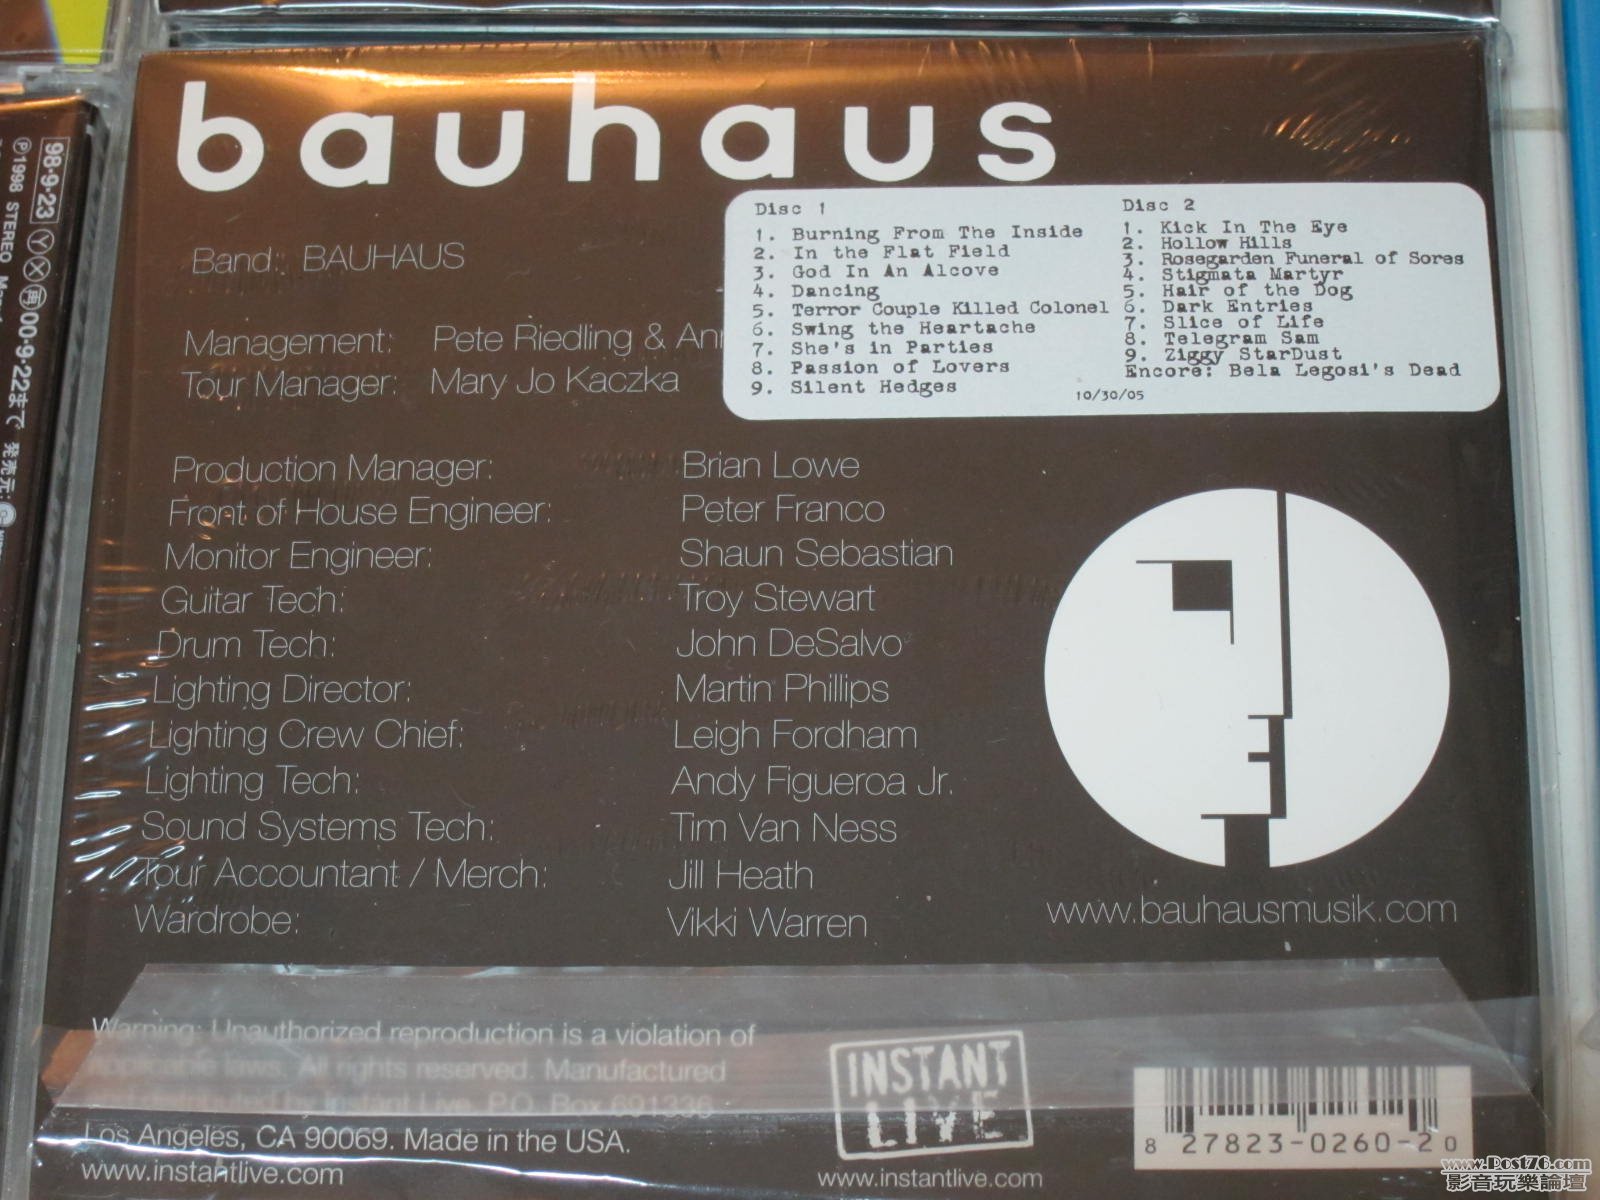 bauhaus
Disc 1
1. Burning From The Inside
2. In the Flat Field
3. God In An Alcove
4. Dancing
5. Terror Couple Killed Colonel
6. Swing the Heartache
7. She's in Parties
8. Passion of Lovers
9. Silent Hedges
Disc 2
1. Kick In The Eye
2. Hollow Hills
3. Rosegarden Funeral of Sores
4. Stigmata Martyr
5. Hair of the Dog
6. Dark Entries
7. Slice of Life
8. Telegram Sam
9. Ziggy StarDust
Encore: Bela Legosi's Dead
10/30/05
Band: BAUHAUS
Management: Pete Riedling &
Tour Manager: Mary Jo Kaczka
Production Manager: Brian Lowe
Front of House Engineer: Peter Franco
Monitor Engineer: Shaun Sebastian
Guitar Tech: Troy Stewart
Drum Tech: John DeSalvo
Lighting Director: Martin Phillips
Lighting Crew Chief: Leigh Fordham
Lighting Tech: Andy Figueroa Jr.
Sound Systems Tech: Tim Van Ness
Tour Accountant / Merch: Jill Heath
Wardrobe: Vikki Warren
www.bauhausmusik.com
Warning: Unauthorized reproduction is a violation of
applicable laws. All rights reserved. Manufactured
and distributed by Instant Live. P.O. Box 691336
Los Angeles, CA 90069. Made in the USA.
www.instantlive.com
INSTANT
LIVE
www.instantlive.com
8 27823-0260-2 0
98·9·23 Ⓨ Ⓧ 再 00·9·22まで 発売元:
Ⓟ1998 STEREO
www.Post76.com
影音玩樂論壇